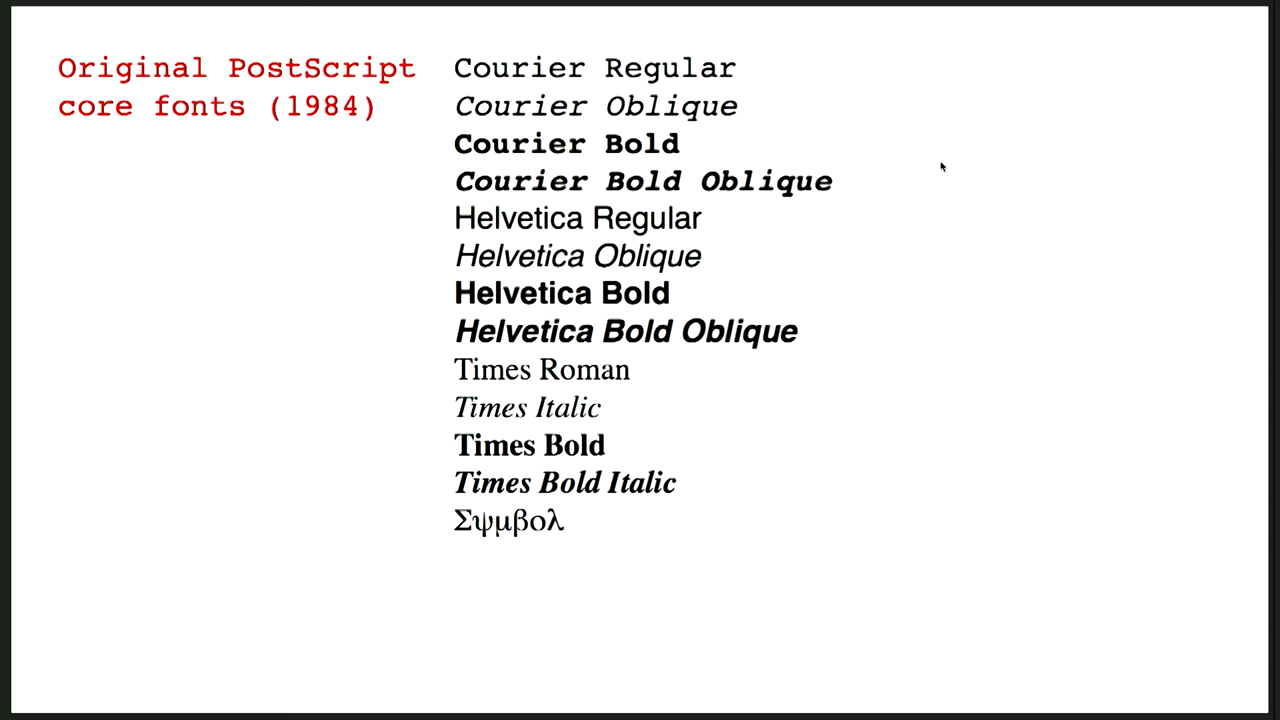 Original PostScript
core fonts (1984)
Courier Regular
Courier Oblique
Courier Bold
Courier Bold Oblique
Helvetica Regular
Helvetica Oblique
Helvetica Bold
Helvetica Bold Oblique
Times Roman
Times Italic
Times Bold
Times Bold Italic
Σψμβολ